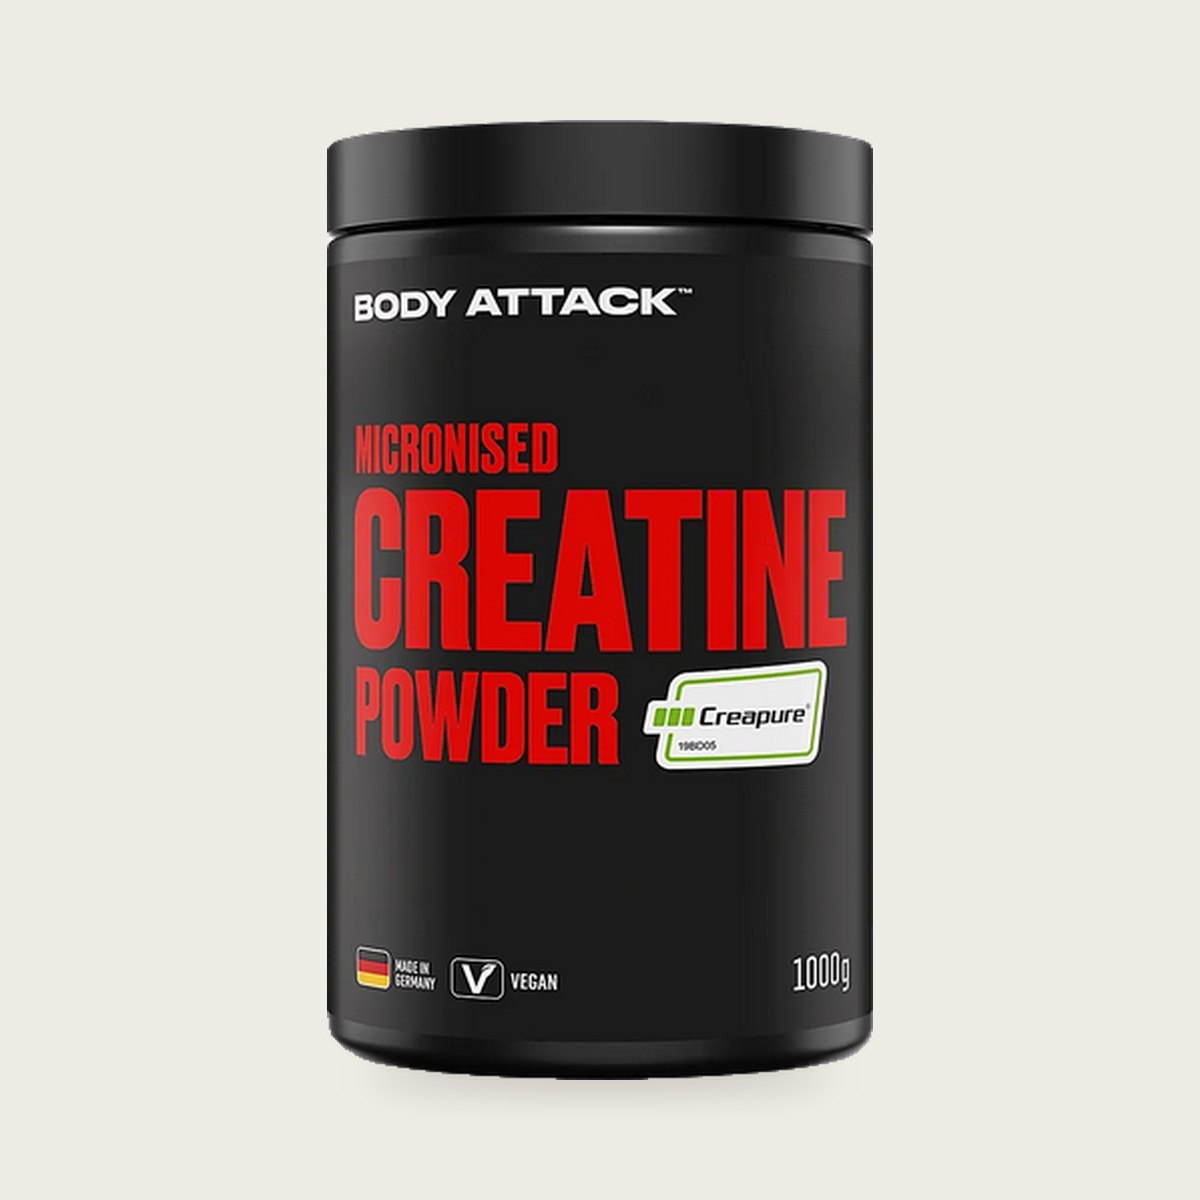 BODY ATTACK™
MICRONISED
CREATINE
POWDER
Creapure®
19BD05
MADE IN
GERMANY
V
VEGAN
1000g